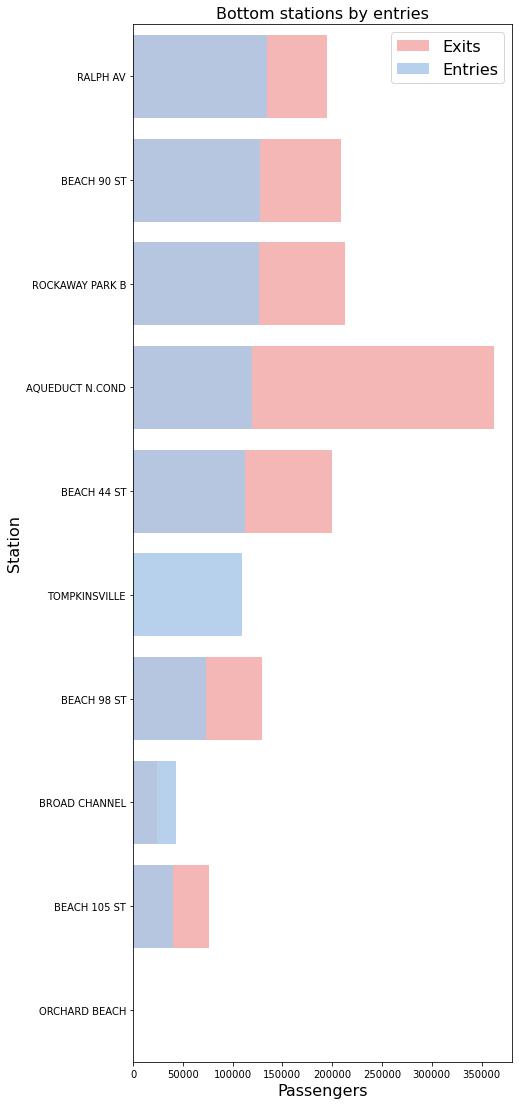 Bottom stations by entries
Exits
Entries
RALPH AV
BEACH 90 ST
ROCKAWAY PARK B
AQUEDUCT N.COND
BEACH 44 ST
TOMPKINSVILLE
BEACH 98 ST
BROAD CHANNEL
BEACH 105 ST
ORCHARD BEACH
Station
0 50000 100000 150000 200000 250000 300000 350000
Passengers